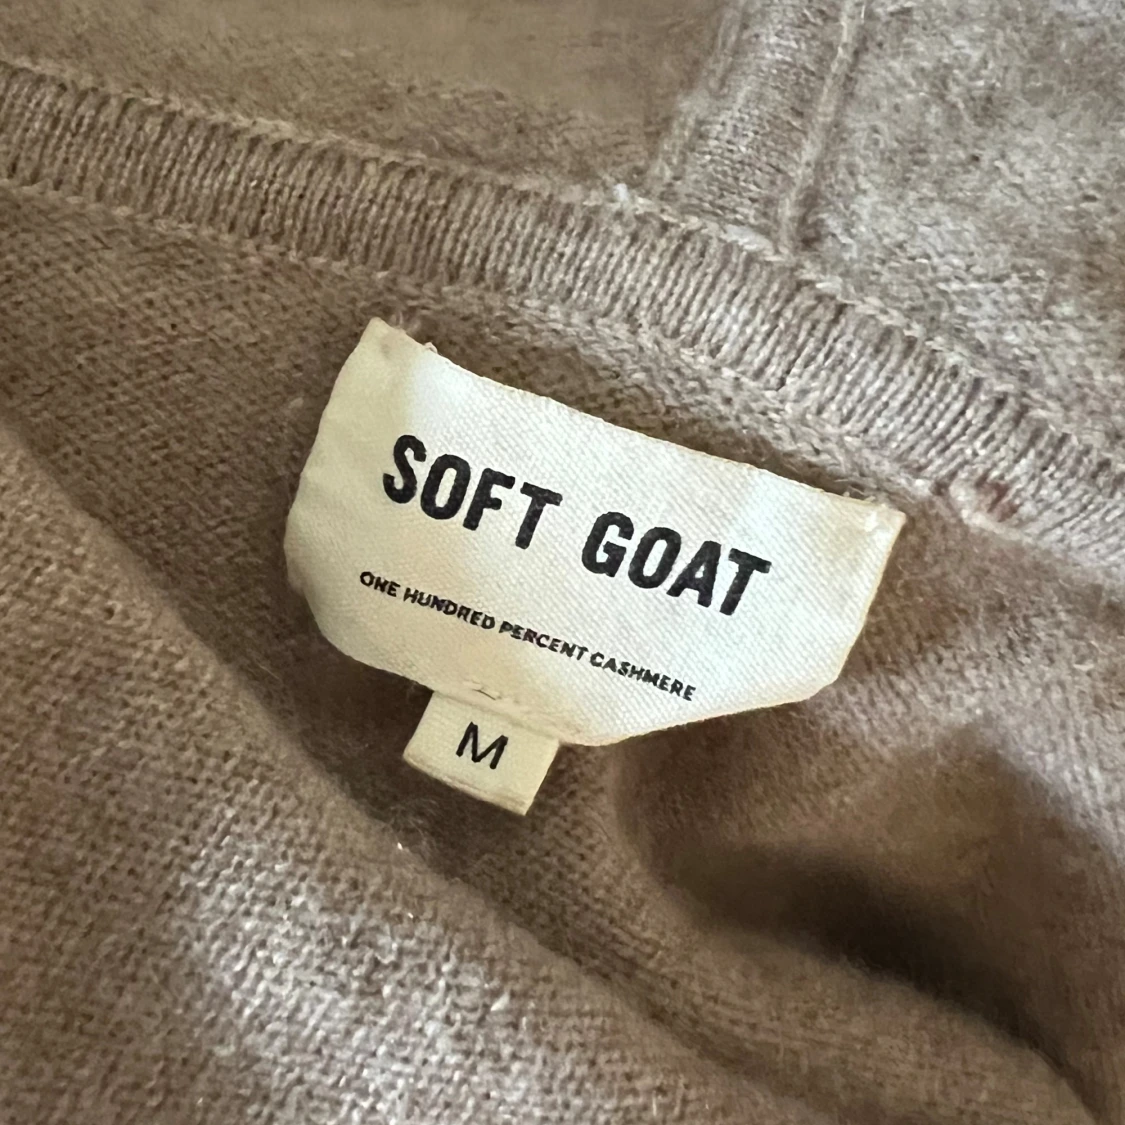 SOFT GOAT
ONE HUNDRED PERCENT CASHMERE
M